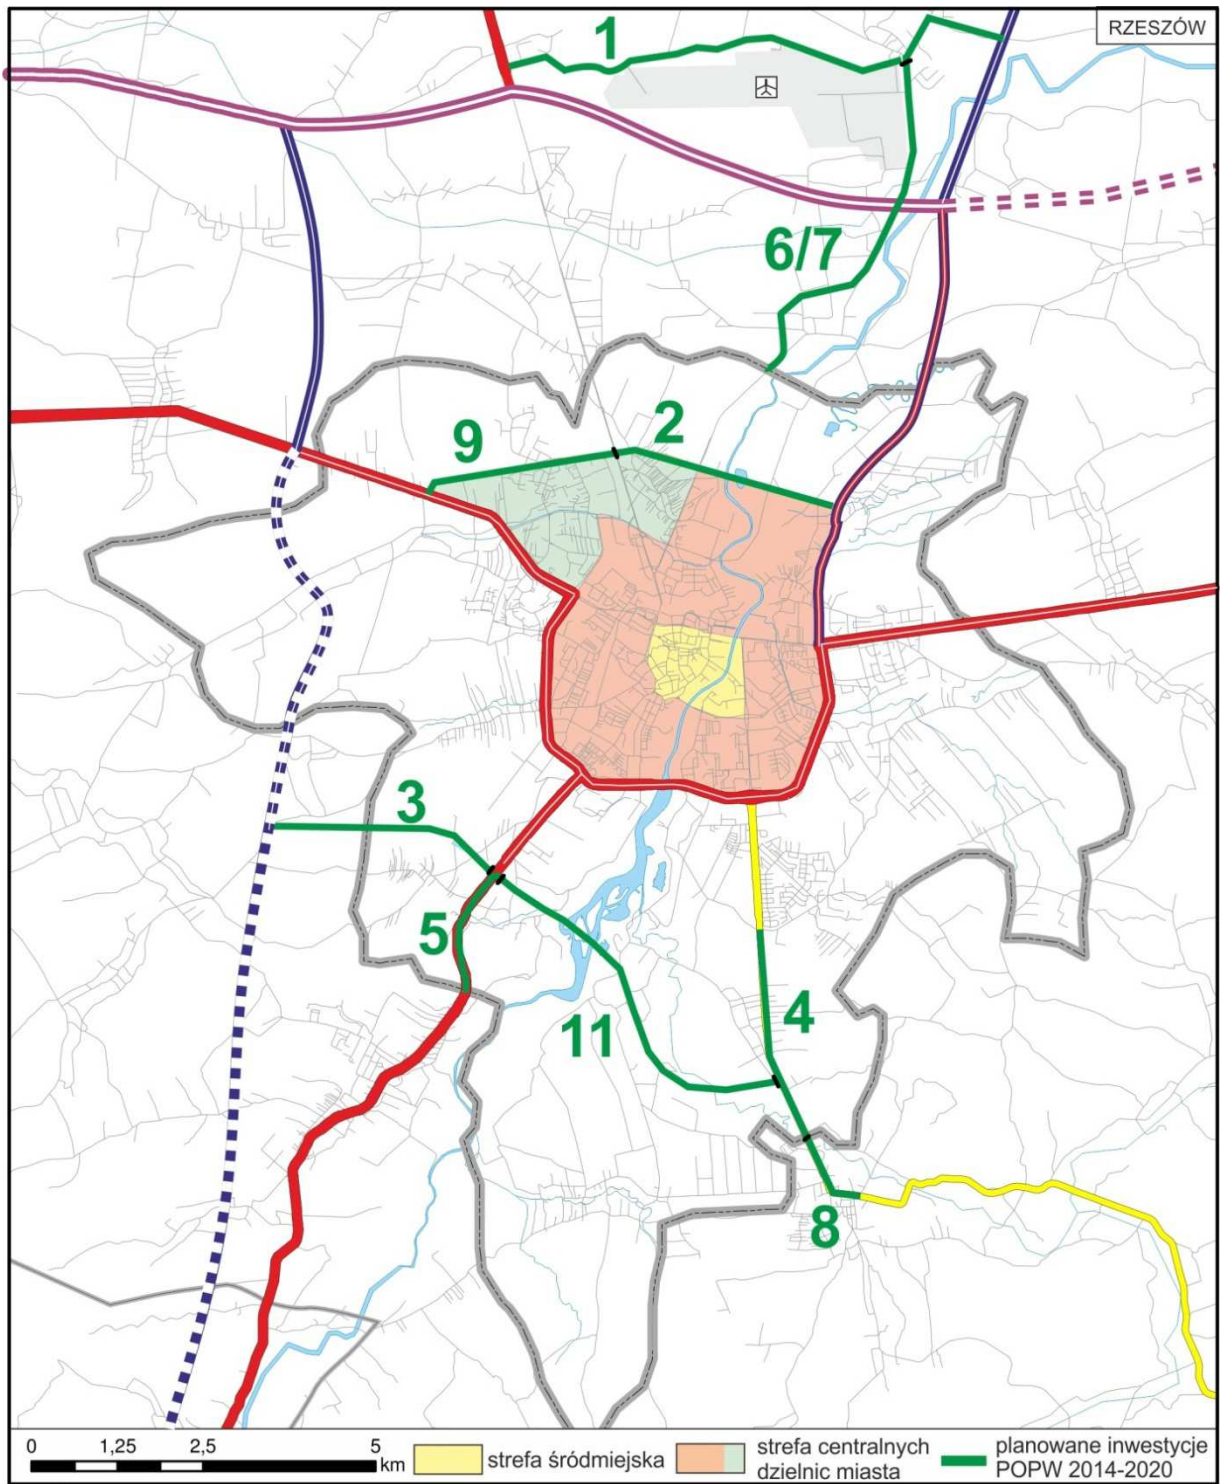 RZESZÓW
1
6/7
2
9
3
5
4
11
8
0 1,25 2,5 5 km
strefa śródmiejska
strefa centralnych
dzielnic miasta
planowane inwestycje
POPW 2014-2020